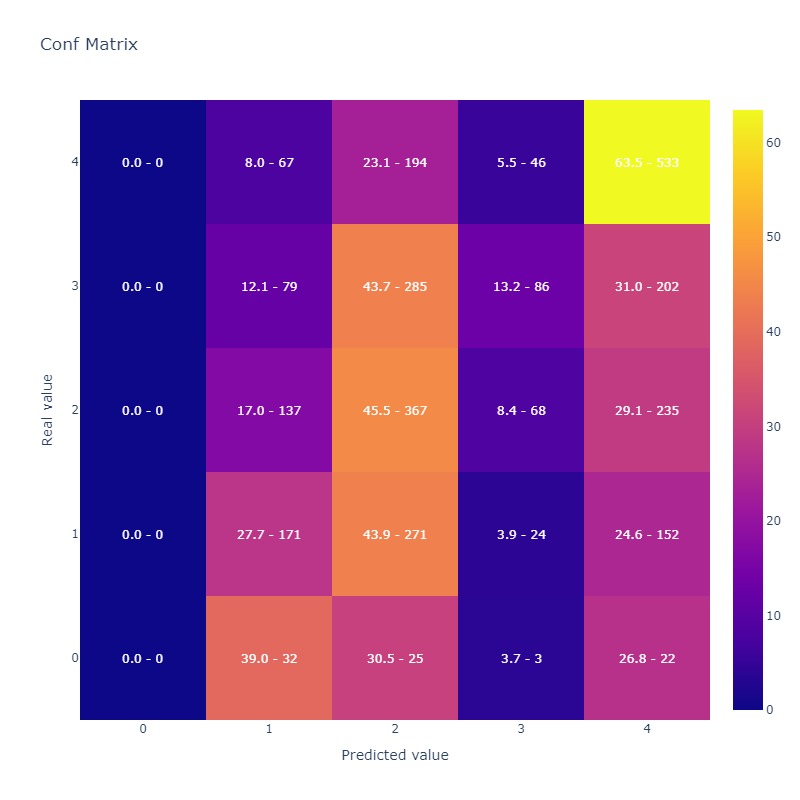 Conf Matrix
4 0.0 - 0 8.0 - 67 23.1 - 194 5.5 - 46 63.5 - 533
3 0.0 - 0 12.1 - 79 43.7 - 285 13.2 - 86 31.0 - 202
2 0.0 - 0 17.0 - 137 45.5 - 367 8.4 - 68 29.1 - 235
1 0.0 - 0 27.7 - 171 43.9 - 271 3.9 - 24 24.6 - 152
0 0.0 - 0 39.0 - 32 30.5 - 25 3.7 - 3 26.8 - 22
0 1 2 3 4
Predicted value
Real value
60
50
40
30
20
10
0